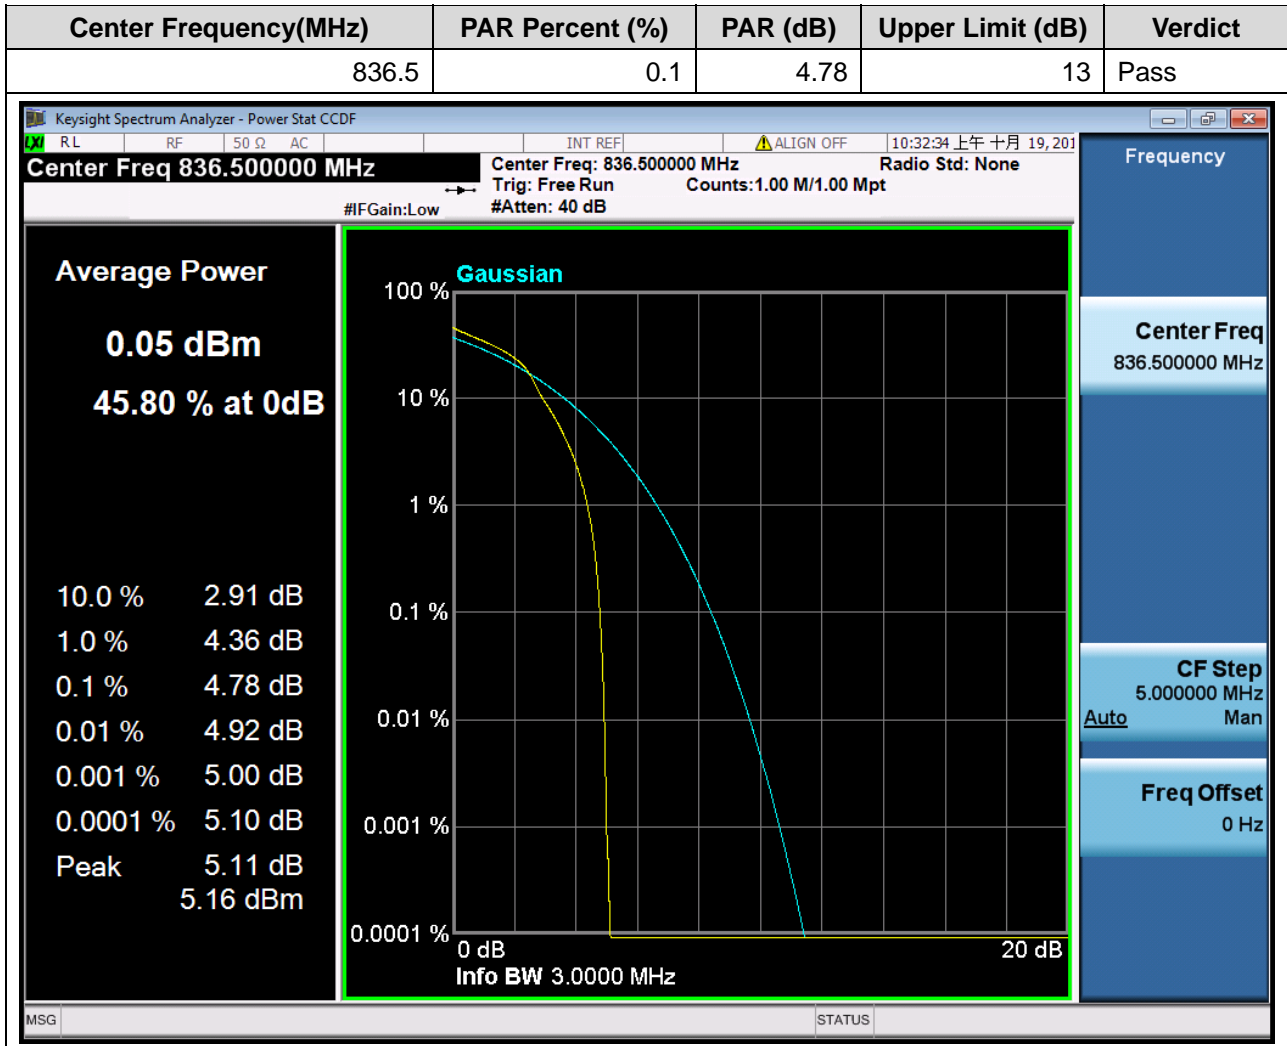 Center Frequency(MHz) PAR Percent (%) PAR (dB) Upper Limit (dB) Verdict
836.5 0.1 4.78 13 Pass
Keysight Spectrum Analyzer - Power Stat CCDF
LXI RL RF 50 Ω AC INT REF ALIGN OFF 10:32:34 上午 十月 19, 201
Center Freq 836.500000 MHz
Center Freq: 836.500000 MHz Radio Std: None
Trig: Free Run Counts:1.00 M/1.00 Mpt
#IFGain:Low #Atten: 40 dB
Average Power
0.05 dBm
45.80 % at 0dB
10.0 % 2.91 dB
1.0 % 4.36 dB
0.1 % 4.78 dB
0.01 % 4.92 dB
0.001 % 5.00 dB
0.0001 % 5.10 dB
Peak 5.11 dB
5.16 dBm
Gaussian
100 %
10 %
1 %
0.1 %
0.01 %
0.001 %
0.0001 %
0 dB 20 dB
Info BW 3.0000 MHz
Frequency
Center Freq
836.500000 MHz
CF Step
5.000000 MHz
Auto Man
Freq Offset
0 Hz
MSG STATUS